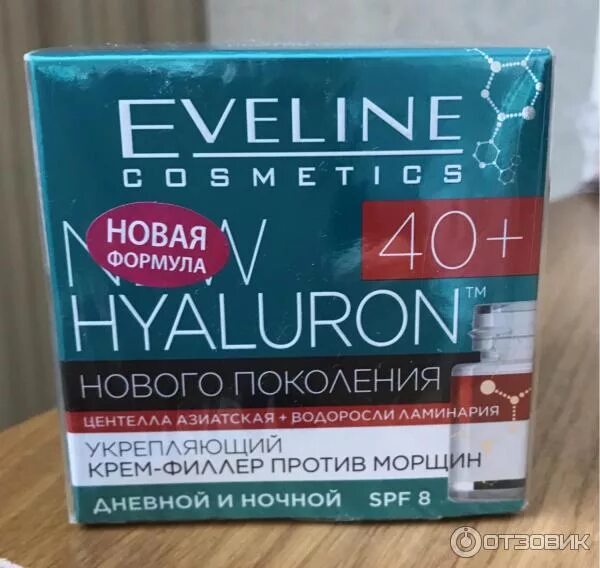 EVELINE
COSMETICS
НОВАЯ
ФОРМУЛА
40+
HYALURON™
НОВОГО ПОКОЛЕНИЯ
ЦЕНТЕЛЛА АЗИАТСКАЯ + ВОДОРОСЛИ ЛАМИНАРИЯ
УКРЕПЛЯЮЩИЙ
КРЕМ-ФИЛЛЕР ПРОТИВ МОРЩИН
ДНЕВНОЙ И НОЧНОЙ SPF 8
ОТЗОВИК